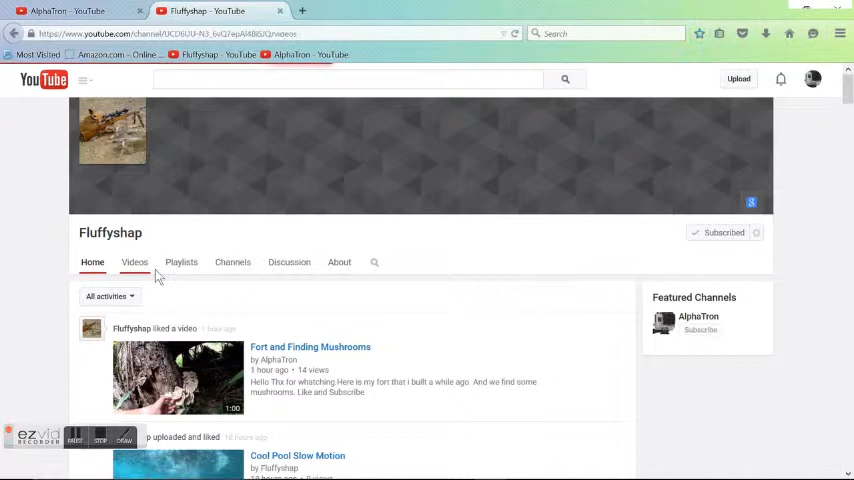 AlphaTron - YouTube × Fluffyshap - YouTube × +
https://www.youtube.com/channel/ Search
Most Visited Amazon.com – Online ... Fluffyshap - YouTube AlphaTron - YouTube
YouTube Upload
Fluffyshap Subscribed
Home Videos Playlists Channels Discussion About
All activities
Featured Channels
AlphaTron
Subscribe
Fluffyshap liked a video 1 hour ago
Fort and Finding Mushrooms
by AlphaTron
1 hour ago • 14 views
Hello Thx for whatching.Here is my fort that i built a while ago. And we find some
mushrooms. Like and Subscribe
1:00
ezvid
RECORDER
PAUSE STOP DRAW
p uploaded and liked 18 hours ago
Cool Pool Slow Motion
by Fluffyshap